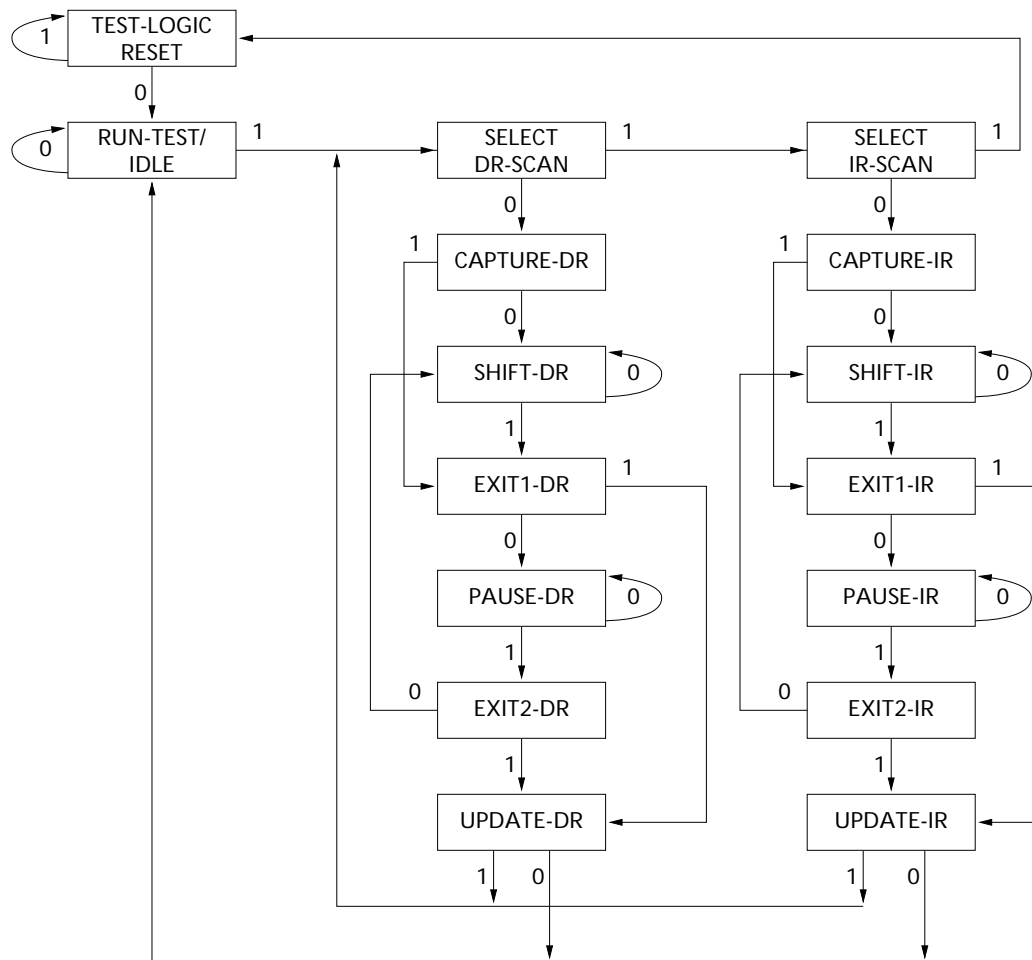 TEST-LOGIC
RESET
1
0
RUN-TEST/
IDLE
0
1
SELECT
DR-SCAN
1
SELECT
IR-SCAN
1
0
0
1
CAPTURE-DR
1
CAPTURE-IR
0
0
SHIFT-DR
0
SHIFT-IR
0
1
1
EXIT1-DR
1
EXIT1-IR
1
0
0
PAUSE-DR
0
PAUSE-IR
0
1
1
0
EXIT2-DR
0
EXIT2-IR
1
1
UPDATE-DR
UPDATE-IR
1
0
1
0